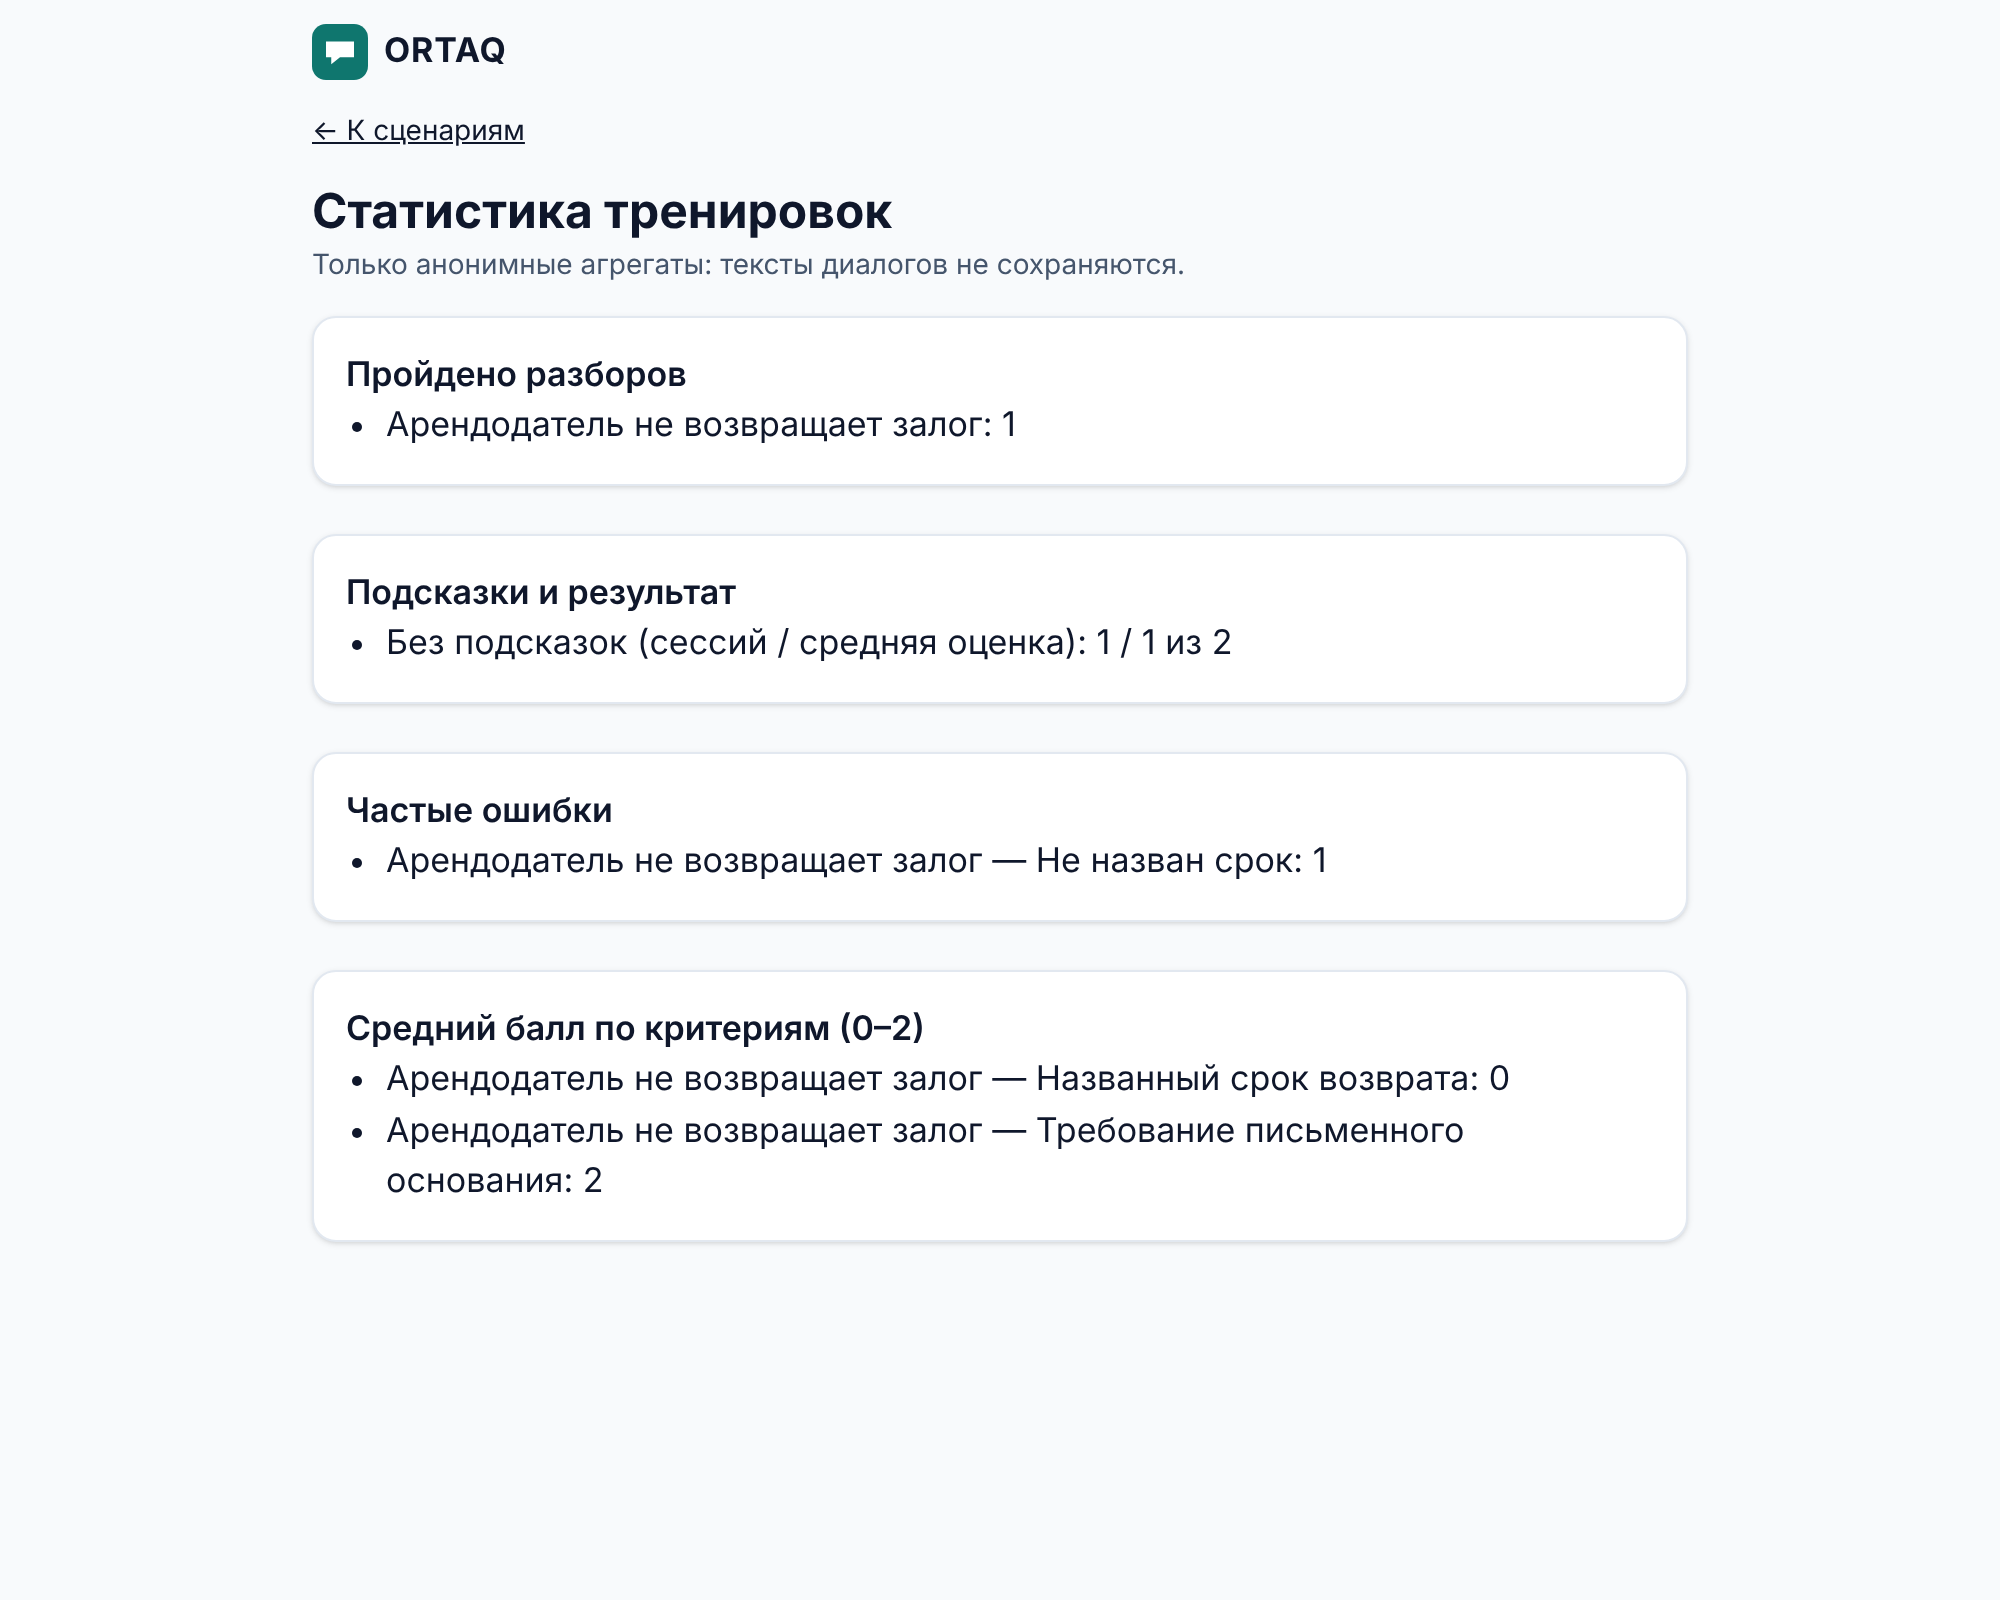 ORTAQ
← К сценариям
Статистика тренировок
Только анонимные агрегаты: тексты диалогов не сохраняются.
Пройдено разборов
• Арендодатель не возвращает залог: 1
Подсказки и результат
• Без подсказок (сессий / средняя оценка): 1 / 1 из 2
Частые ошибки
• Арендодатель не возвращает залог — Не назван срок: 1
Средний балл по критериям (0–2)
• Арендодатель не возвращает залог — Названный срок возврата: 0
• Арендодатель не возвращает залог — Требование письменного
основания: 2